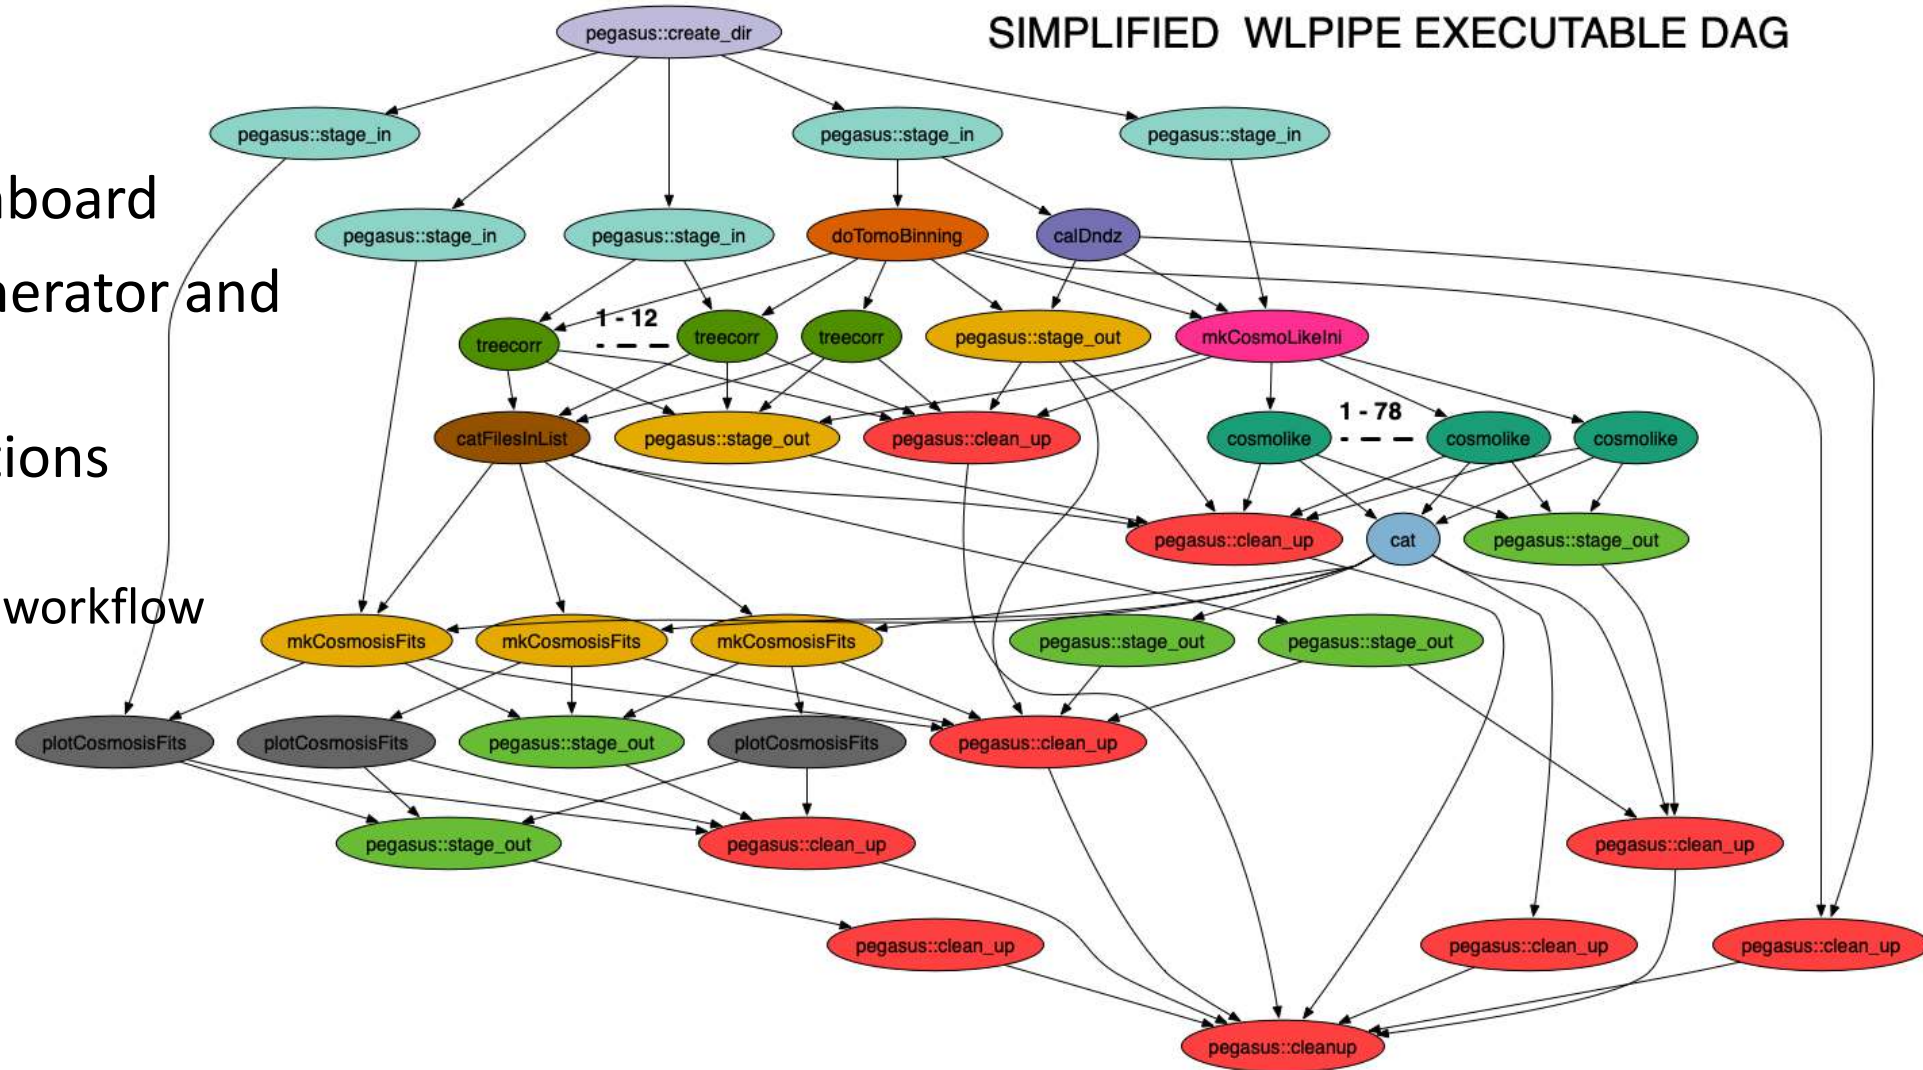 SIMPLIFIED WLPIPE EXECUTABLE DAG
pegasus::create_dir
pegasus::stage_in
pegasus::stage_in
pegasus::stage_in
board
pegasus::stage_in
pegasus::stage_in
doTomoBinning
calDndz
nerator and
treecorr
1 - 12
treecorr
treecorr
pegasus::stage_out
mkCosmoLikeIni
tions
catFilesInList
pegasus::stage_out
pegasus::clean_up
cosmolike
1 - 78
cosmolike
cosmolike
pegasus::clean_up
cat
pegasus::stage_out
workflow
mkCosmosisFits
mkCosmosisFits
mkCosmosisFits
pegasus::stage_out
pegasus::stage_out
plotCosmosisFits
plotCosmosisFits
pegasus::stage_out
plotCosmosisFits
pegasus::clean_up
pegasus::stage_out
pegasus::clean_up
pegasus::clean_up
pegasus::clean_up
pegasus::clean_up
pegasus::clean_up
pegasus::cleanup